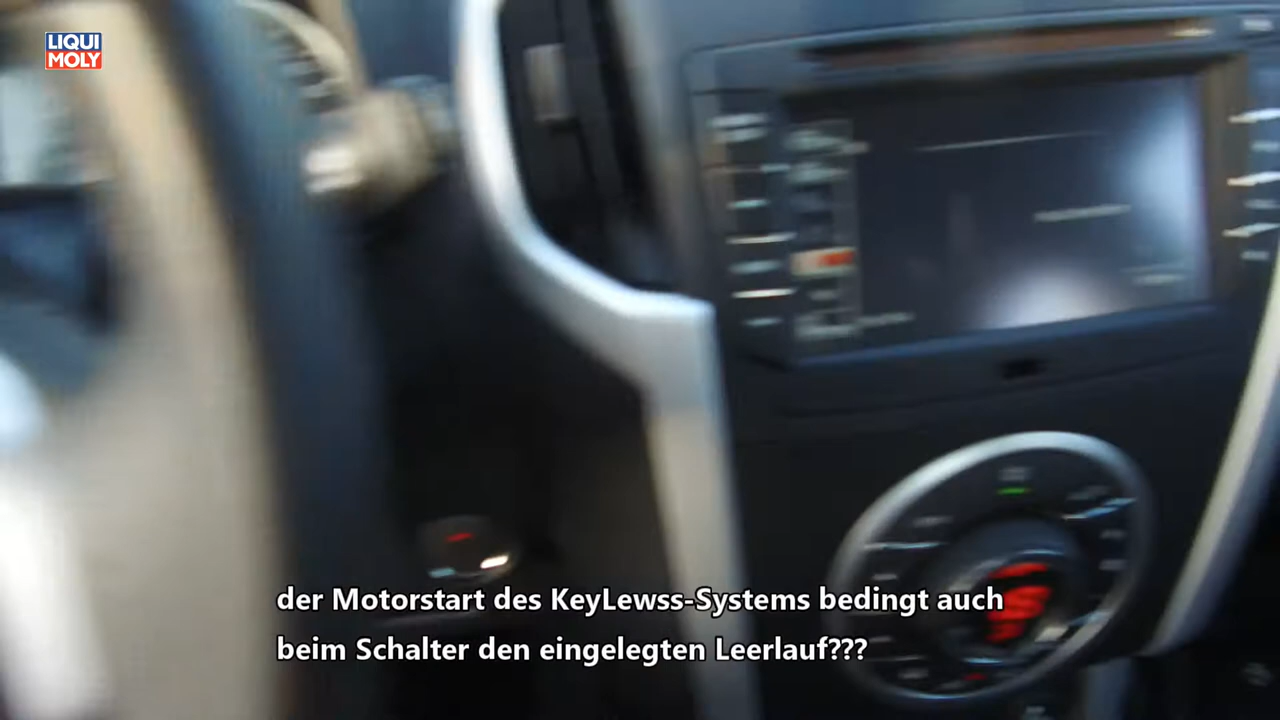 LIQUI
MOLY
der Motorstart des KeyLewss-Systems bedingt auch
beim Schalter den eingelegten Leerlauf???